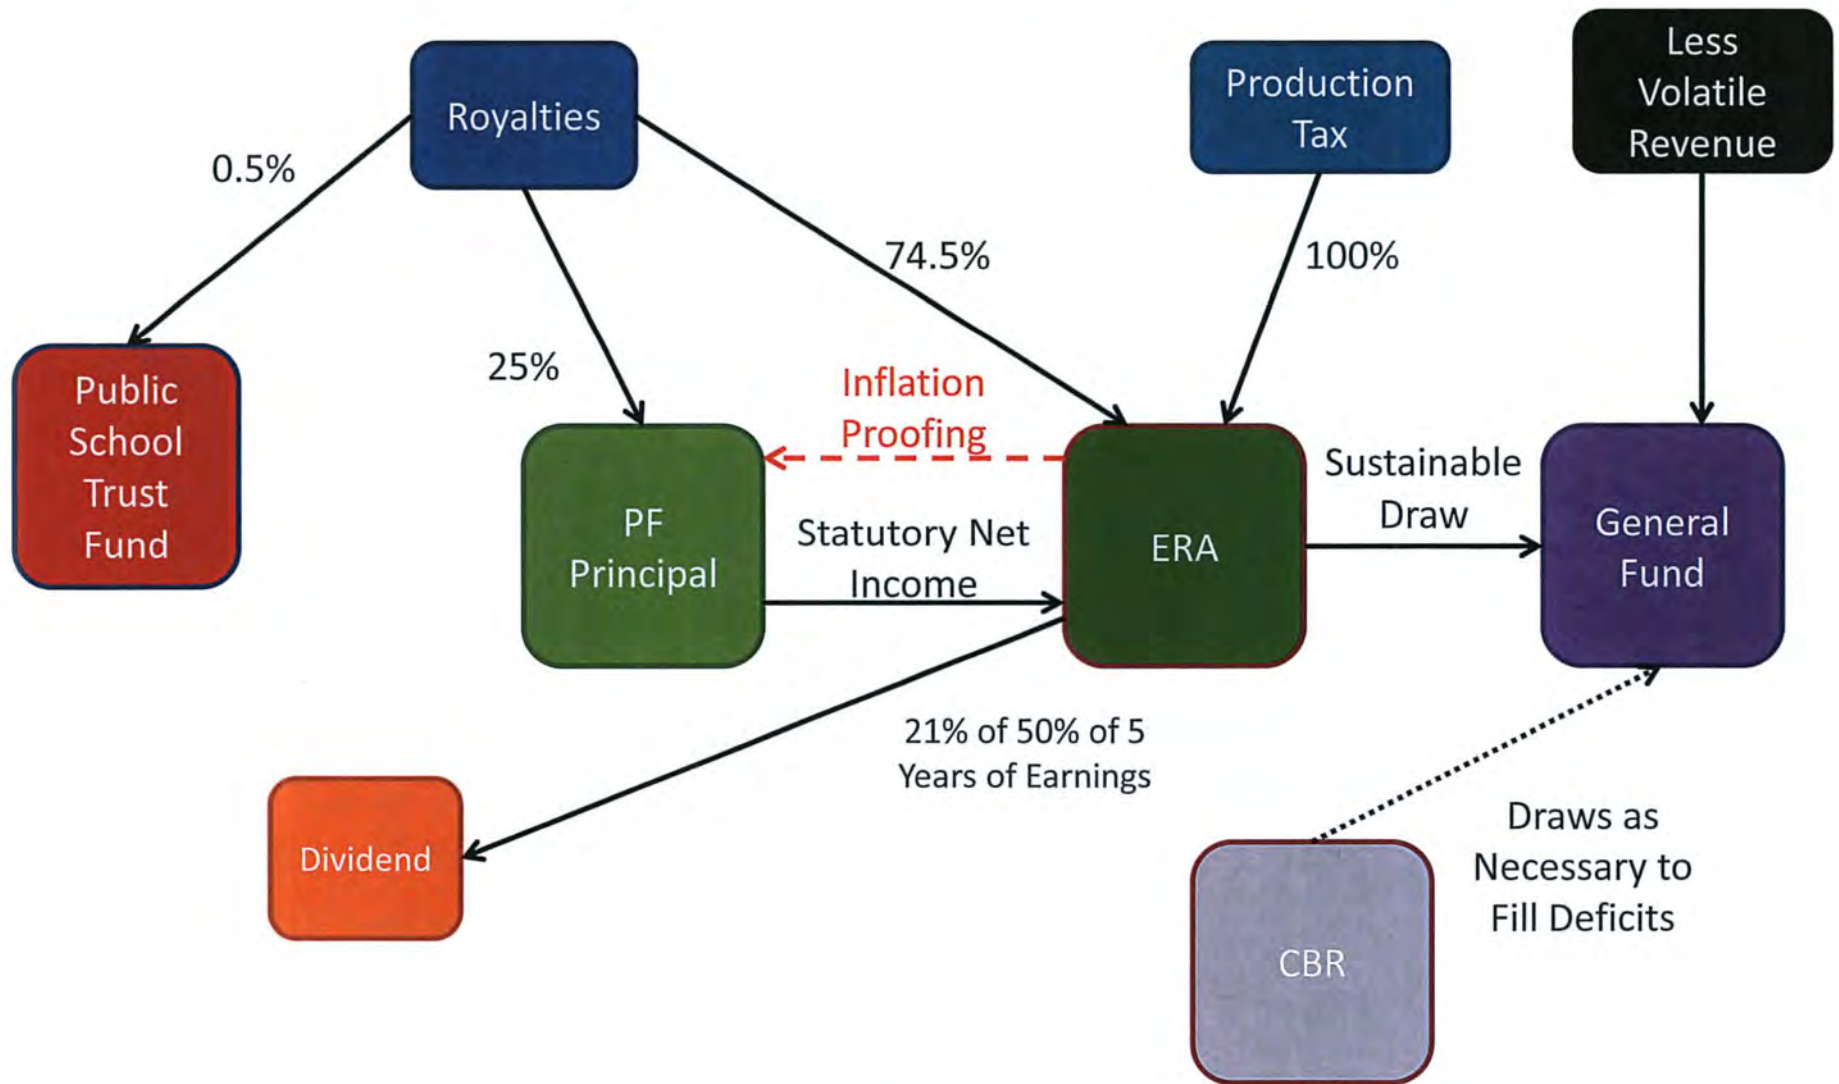 Royalties
Production
Tax
Less
Volatile
Revenue
0.5%
74.5%
100%
25%
Public
School
Trust
Fund
Inflation
Proofing
PF
Principal
Statutory Net
Income
ERA
Sustainable
Draw
General
Fund
21% of 50% of 5
Years of Earnings
Dividend
Draws as
Necessary to
Fill Deficits
CBR